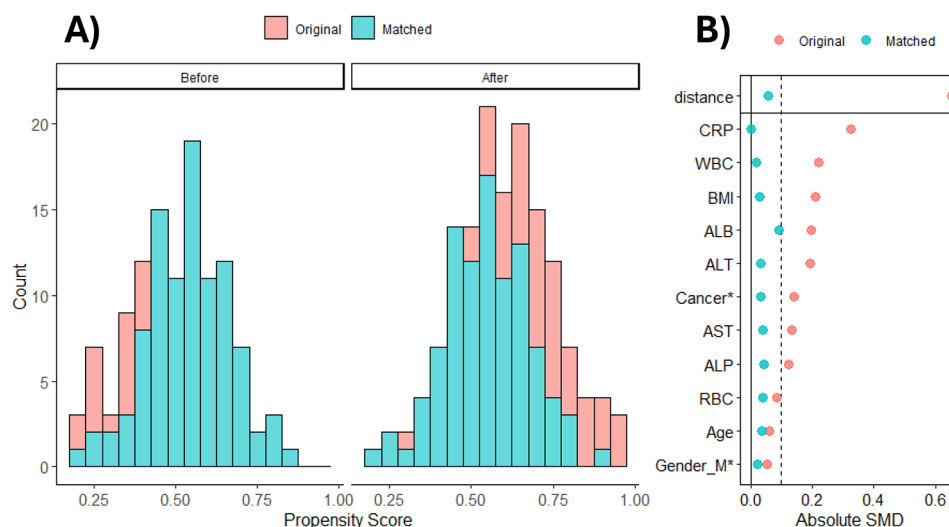 A)
Original Matched
Before
After
Count
20
15
10
5
0
0.25 0.50 0.75 1.00
0.25 0.50 0.75 1.00
Propensity Score
B)
Original Matched
distance
CRP
WBC
BMI
ALB
ALT
Cancer*
AST
ALP
RBC
Age
Gender_M*
0.0 0.2 0.4 0.6
Absolute SMD